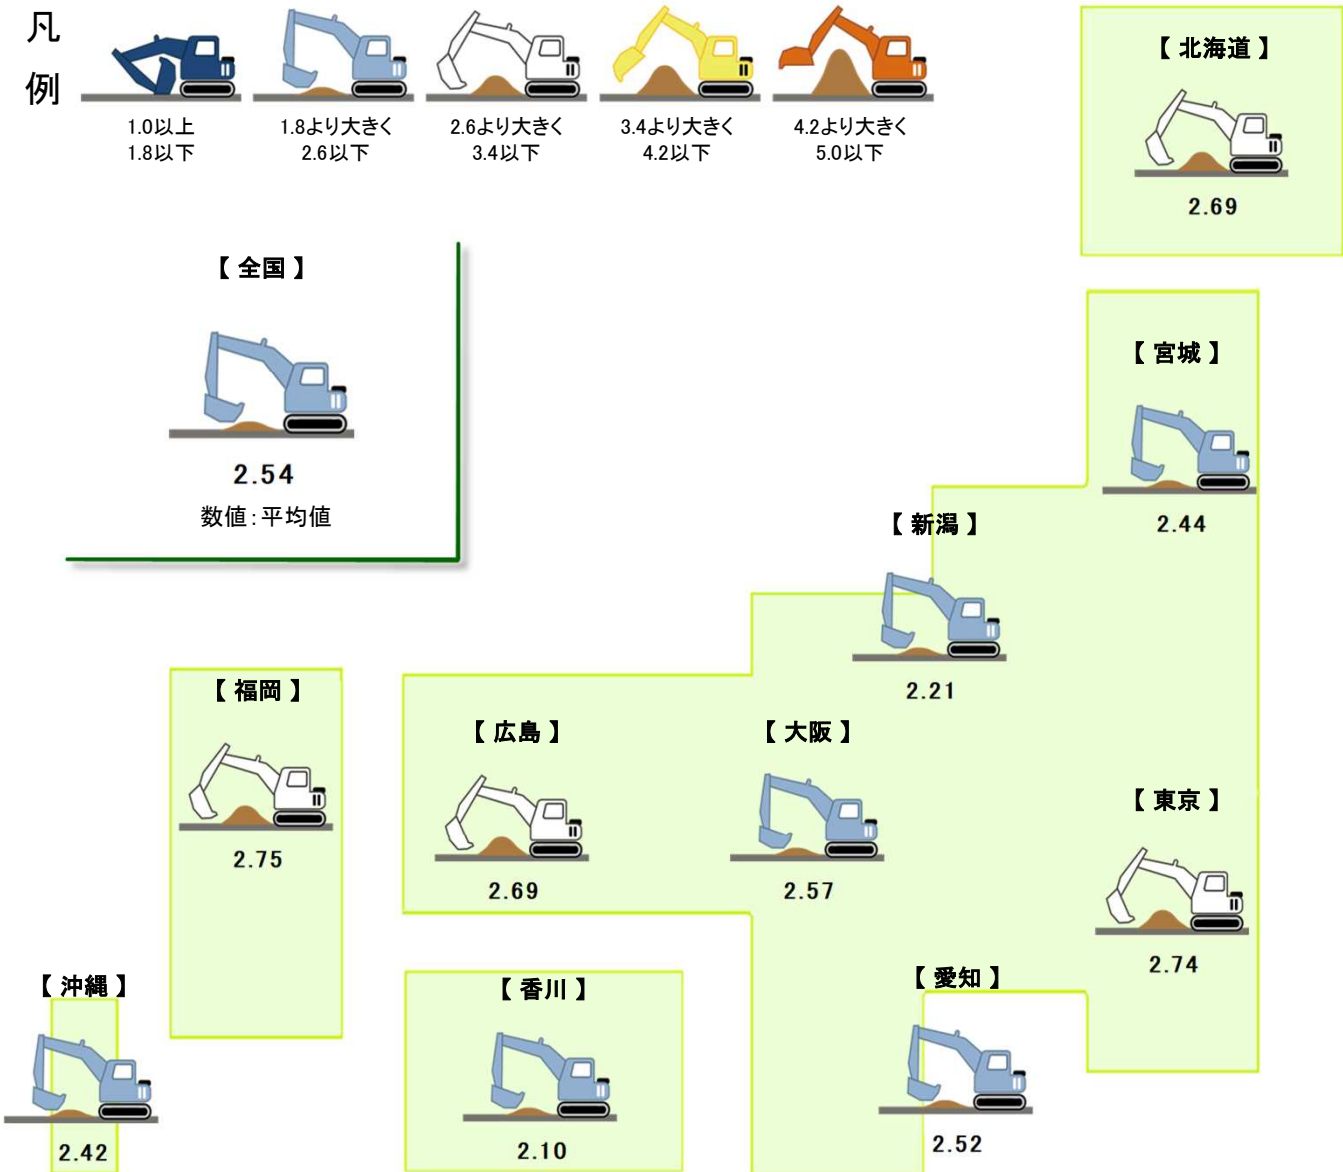 凡
例
1.0以上
1.8以下
1.8より大きく
2.6以下
2.6より大きく
3.4以下
3.4より大きく
4.2以下
4.2より大きく
5.0以下
【 北海道 】
2.69
【 全国 】
2.54
数値：平均値
【 宮城 】
2.44
【 新潟 】
2.21
【 福岡 】
2.75
【 広島 】
2.69
【 大阪 】
2.57
【 東京 】
2.74
【 沖縄 】
2.42
【 香川 】
2.10
【 愛知 】
2.52